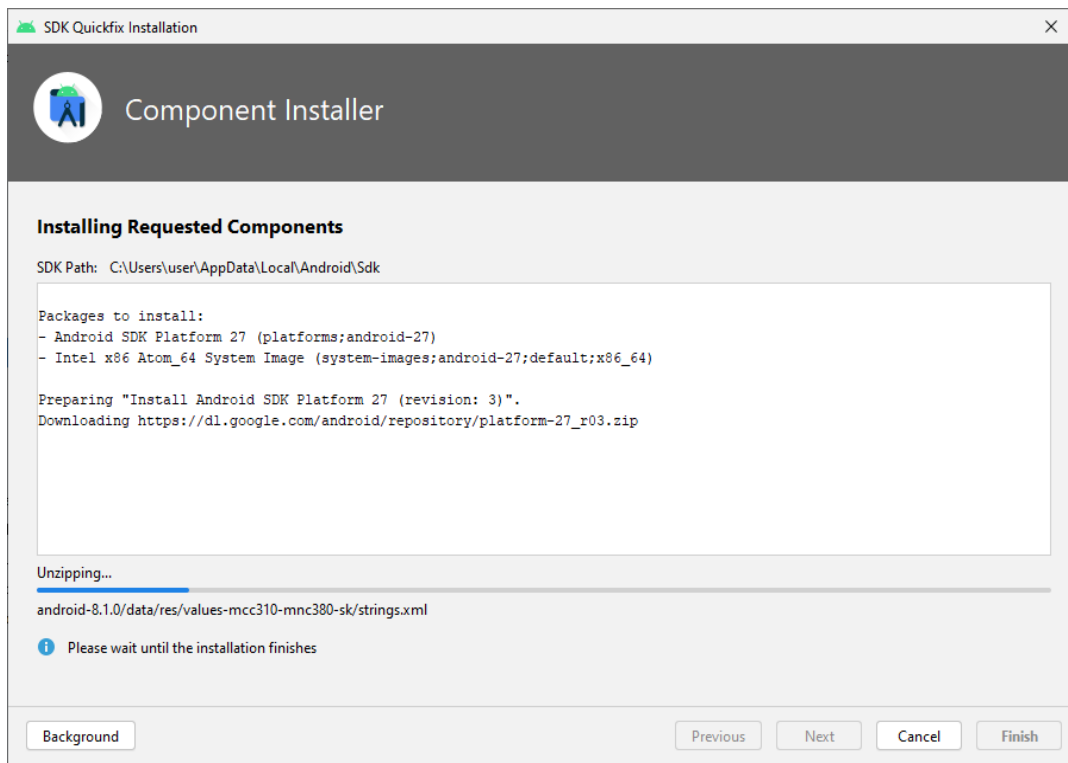 SDK Quickfix Installation
Component Installer
Installing Requested Components
SDK Path: C:\Users\user\AppData\Local\Android\Sdk
Packages to install:
- Android SDK Platform 27 (platforms;android-27)
- Intel x86 Atom_64 System Image (system-images;android-27;default;x86_64)
Preparing "Install Android SDK Platform 27 (revision: 3)".
Downloading https://dl.google.com/android/repository/platform-27_r03.zip
Unzipping...
android-8.1.0/data/res/values-mcc310-mnc380-sk/strings.xml
Please wait until the installation finishes
Background Previous Next Cancel Finish